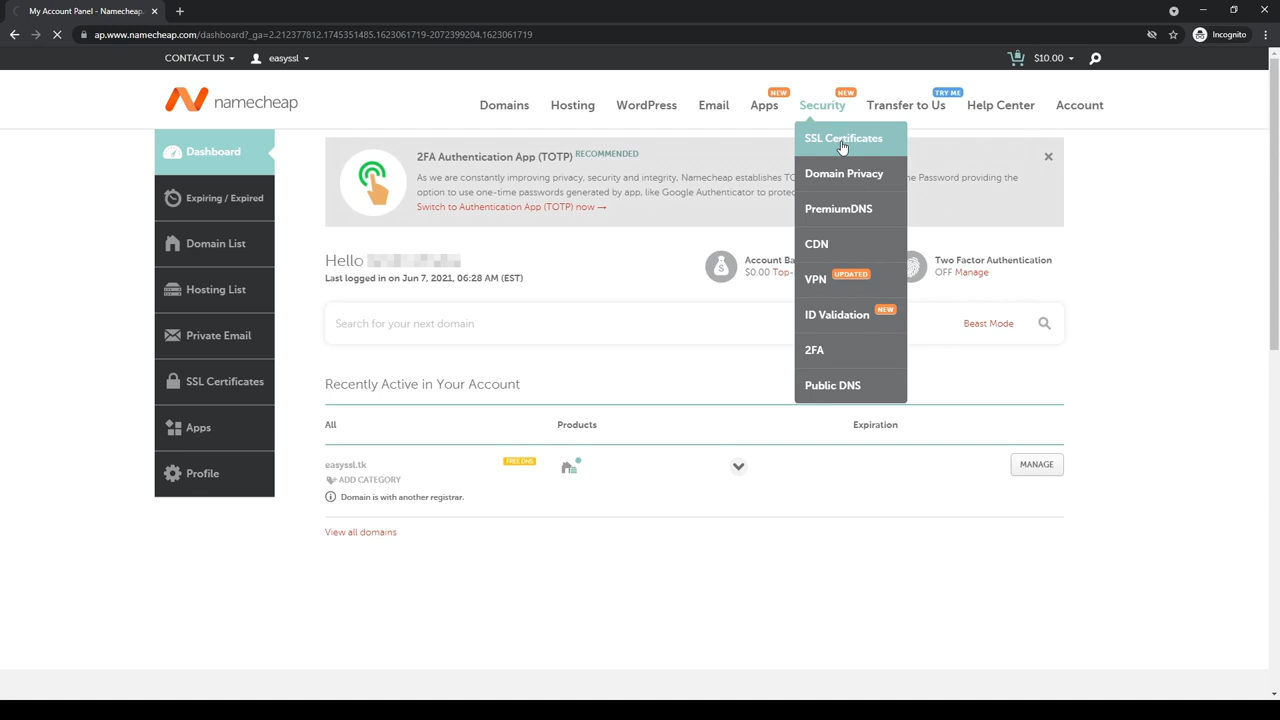 My Account Panel - Namecheap
ap.www.namecheap.com/dashboard?_ga=2.212377812.1745351485.1623061719-2072399204.1623061719
Incognito
CONTACT US
easyssl
$10.00
namecheap
Domains
Hosting
WordPress
Email
Apps
NEW
Security
NEW
Transfer to Us
TRY ME
Help Center
Account
SSL Certificates
Domain Privacy
PremiumDNS
CDN
VPN UPDATED
ID Validation NEW
2FA
Public DNS
Dashboard
Expiring / Expired
Domain List
Hosting List
Private Email
SSL Certificates
Apps
Profile
2FA Authentication App (TOTP) RECOMMENDED
As we are constantly improving privacy, security and integrity, Namecheap establishes Password providing the
option to use one-time passwords generated by app, like Google Authenticator to
Switch to Authentication App (TOTP) now →
Hello
Last logged in on Jun 7, 2021, 06:28 AM (EST)
Account
$0.00
Two Factor Authentication
OFF Manage
Search for your next domain
Beast Mode
Recently Active in Your Account
All
Products
Expiration
easyssl.tk
FREE DNS
MANAGE
ADD CATEGORY
Domain is with another registrar.
View all domains